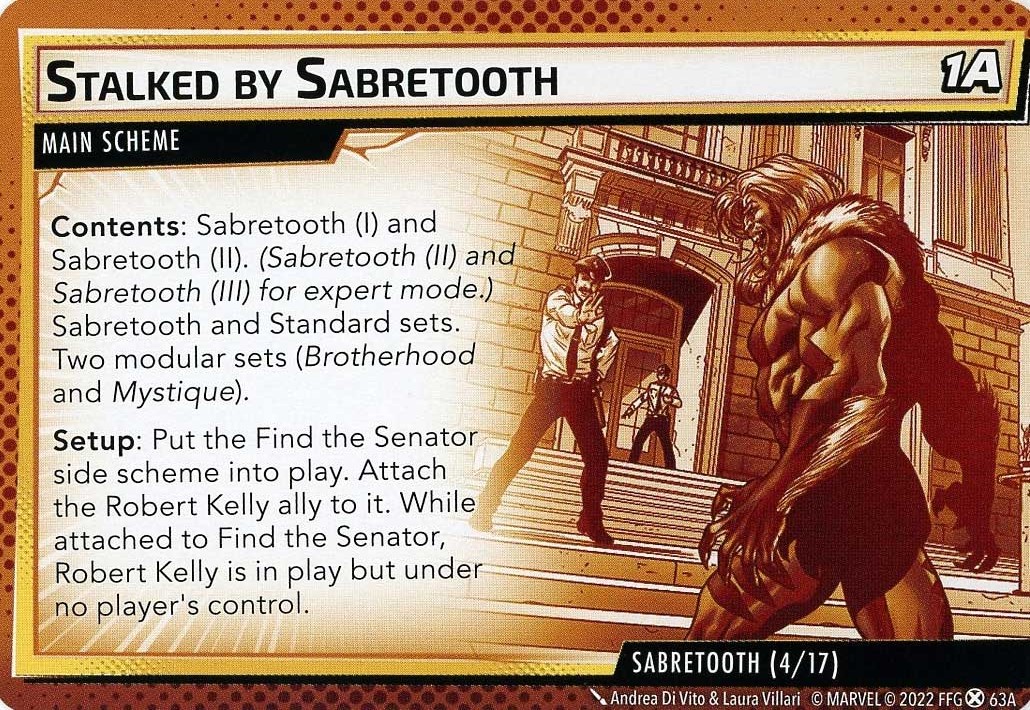 STALKED BY SABRETOOTH
1A
MAIN SCHEME
Contents: Sabretooth (I) and
Sabretooth (II). (Sabretooth (II) and
Sabretooth (III) for expert mode.)
Sabretooth and Standard sets.
Two modular sets (Brotherhood
and Mystique).
Setup: Put the Find the Senator
side scheme into play. Attach
the Robert Kelly ally to it. While
attached to Find the Senator,
Robert Kelly is in play but under
no player's control.
SABRETOOTH (4/17)
Andrea Di Vito & Laura Villari © MARVEL © 2022 FFG 63A